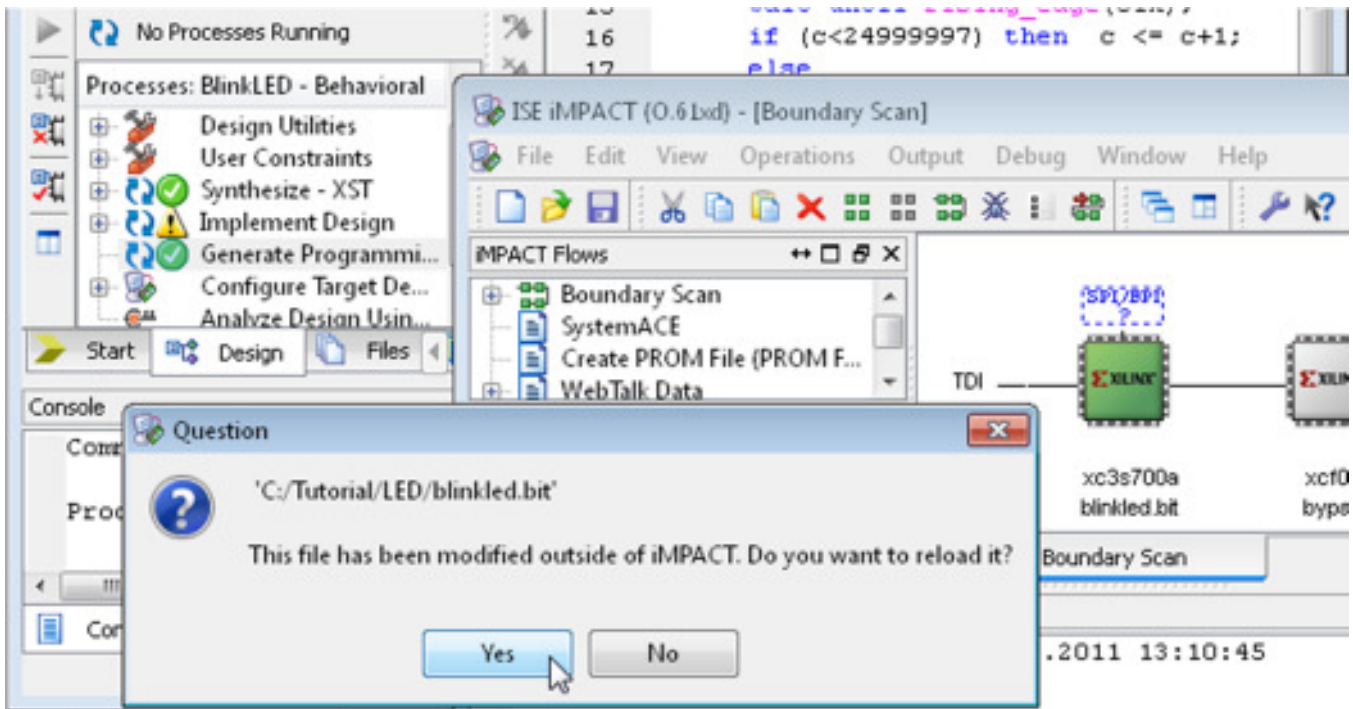 No Processes Running
Processes: BlinkLED - Behavioral
Design Utilities
User Constraints
Synthesize - XST
Implement Design
Generate Programmi...
Configure Target De...
Analyze Design Usin...
Start Design Files
Console
16 if (c<24999997) then c <= c+1;
17 else
ISE iMPACT (O.61xd) - [Boundary Scan]
File Edit View Operations Output Debug Window Help
iMPACT Flows
Boundary Scan
SystemACE
Create PROM File (PROM F...
WebTalk Data
SPI/BPI
?
TDI
XILINX
xc3s700a
blinkled.bit
xcf0
bypa
Boundary Scan
.2011 13:10:45
Question
'C:/Tutorial/LED/blinkled.bit'
This file has been modified outside of iMPACT. Do you want to reload it?
Yes No